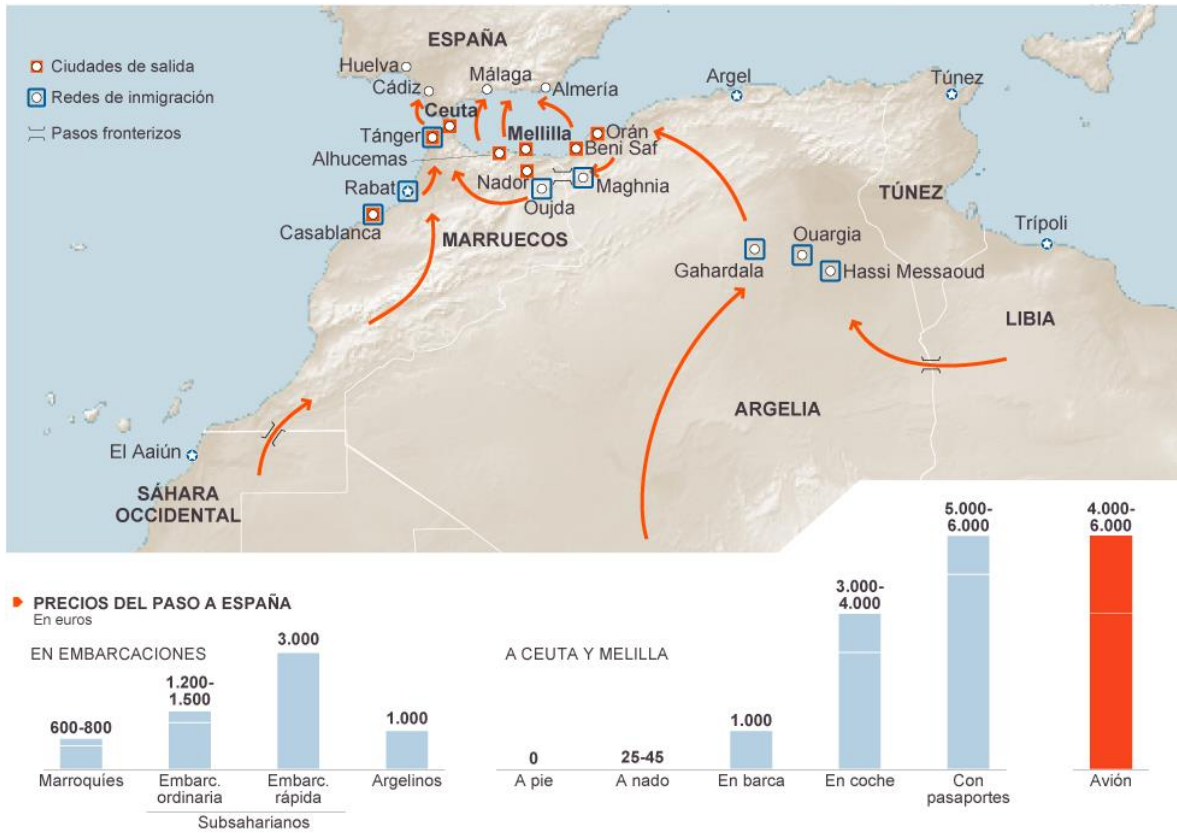 ESPAÑA
Ciudades de salida
Redes de inmigración
Pasos fronterizos
Huelva
Cádiz
Málaga
Almería
Argel
Túnez
Ceuta
Tánger
Mellilla
Orán
Beni Saf
Alhucemas
Nador
Maghnia
Rabat
Oujda
TÚNEZ
Casablanca
MARRUECOS
Trípoli
Ouargia
Gahardala
Hassi Messaoud
LIBIA
ARGELIA
El Aaiún
SÁHARA
OCCIDENTAL
PRECIOS DEL PASO A ESPAÑA
En euros
EN EMBARCACIONES
600-800
Marroquíes
1.200-
1.500
Embarc.
ordinaria
3.000
Embarc.
rápida
Subsaharianos
1.000
Argelinos
A CEUTA Y MELILLA
0
A pie
25-45
A nado
1.000
En barca
3.000-
4.000
En coche
5.000-
6.000
Con
pasaportes
4.000-
6.000
Avión